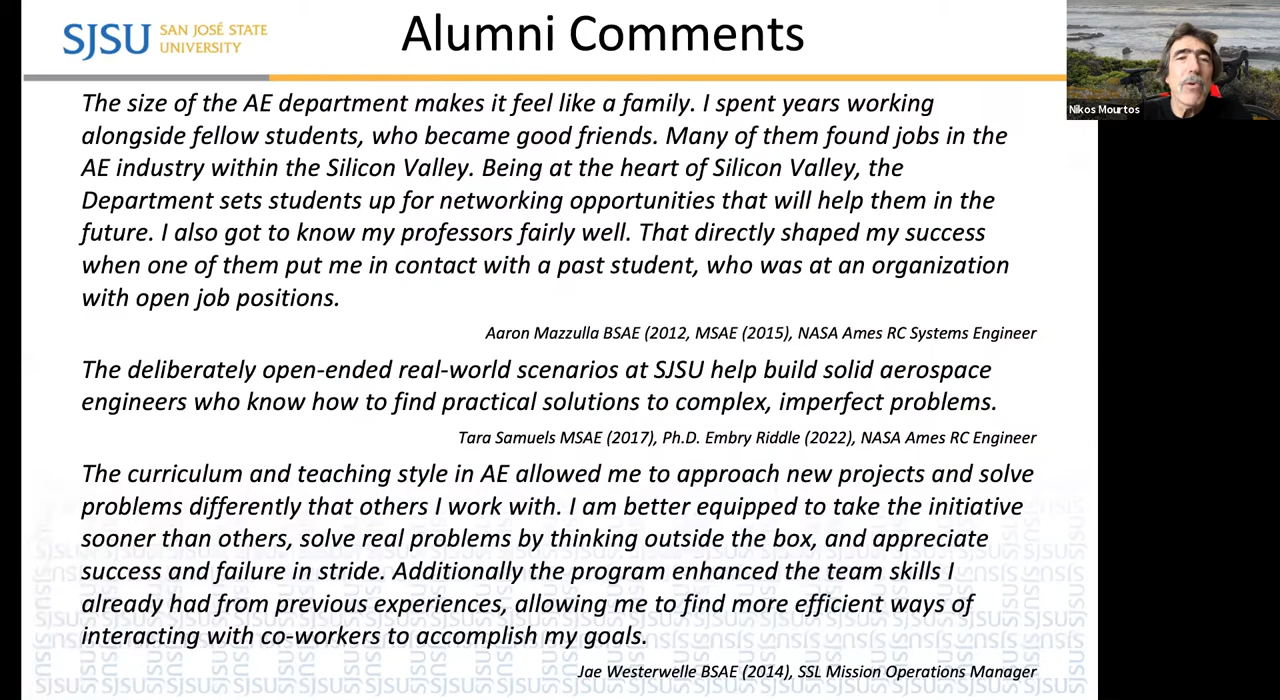 SJSU SAN JOSÉ STATE
UNIVERSITY
Alumni Comments
Nikos Mourtos
The size of the AE department makes it feel like a family. I spent years working
alongside fellow students, who became good friends. Many of them found jobs in the
AE industry within the Silicon Valley. Being at the heart of Silicon Valley, the
Department sets students up for networking opportunities that will help them in the
future. I also got to know my professors fairly well. That directly shaped my success
when one of them put me in contact with a past student, who was at an organization
with open job positions.
Aaron Mazzulla BSAE (2012, MSAE (2015), NASA Ames RC Systems Engineer
The deliberately open-ended real-world scenarios at SJSU help build solid aerospace
engineers who know how to find practical solutions to complex, imperfect problems.
Tara Samuels MSAE (2017), Ph.D. Embry Riddle (2022), NASA Ames RC Engineer
The curriculum and teaching style in AE allowed me to approach new projects and solve
problems differently that others I work with. I am better equipped to take the initiative
sooner than others, solve real problems by thinking outside the box, and appreciate
success and failure in stride. Additionally the program enhanced the team skills I
already had from previous experiences, allowing me to find more efficient ways of
interacting with co-workers to accomplish my goals.
Jae Westerwelle BSAE (2014), SSL Mission Operations Manager